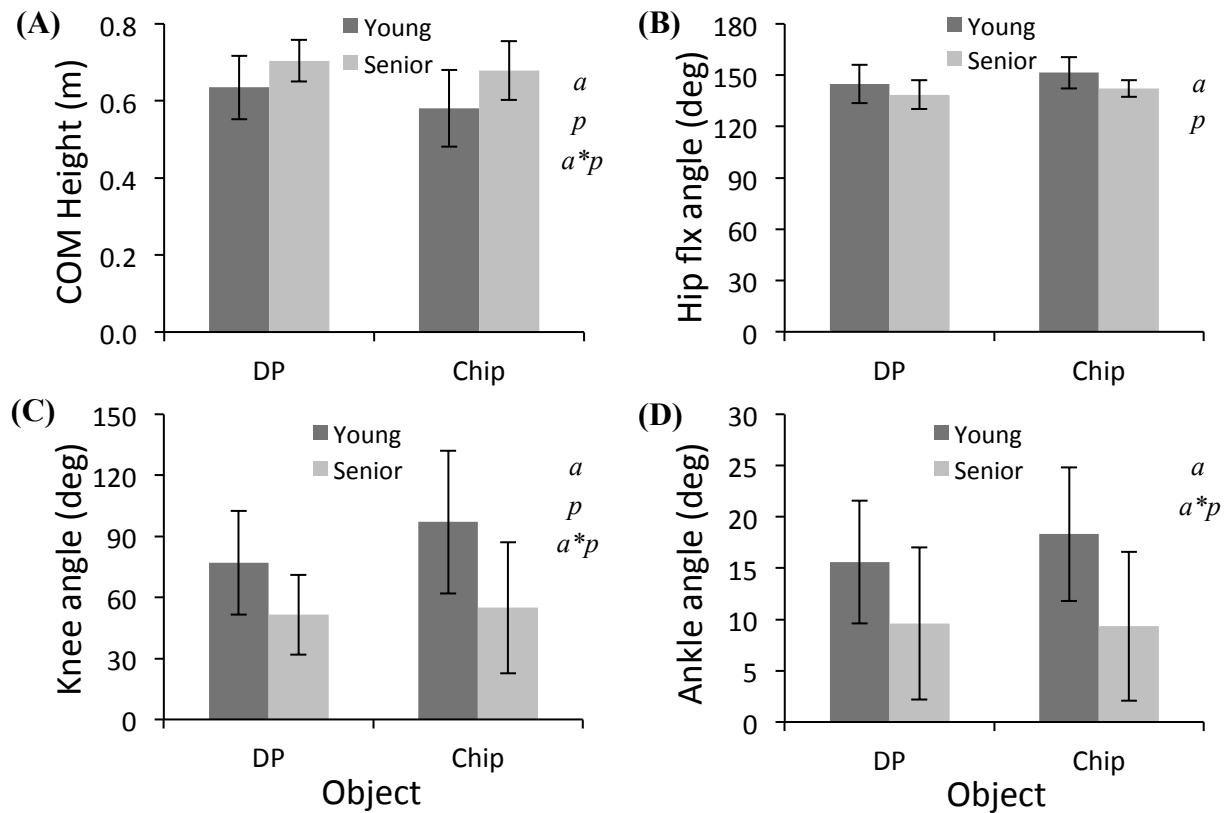 (A)
COM Height (m)
0.8
0.6
0.4
0.2
0.0
Young
Senior
a
p
a*p
DP
Chip
(B)
Hip flx angle (deg)
180
150
120
90
60
30
0
Young
Senior
a
p
DP
Chip
(C)
Knee angle (deg)
150
120
90
60
30
0
Young
Senior
a
p
a*p
DP
Chip
Object
(D)
Ankle angle (deg)
30
25
20
15
10
5
0
Young
Senior
a
a*p
DP
Chip
Object